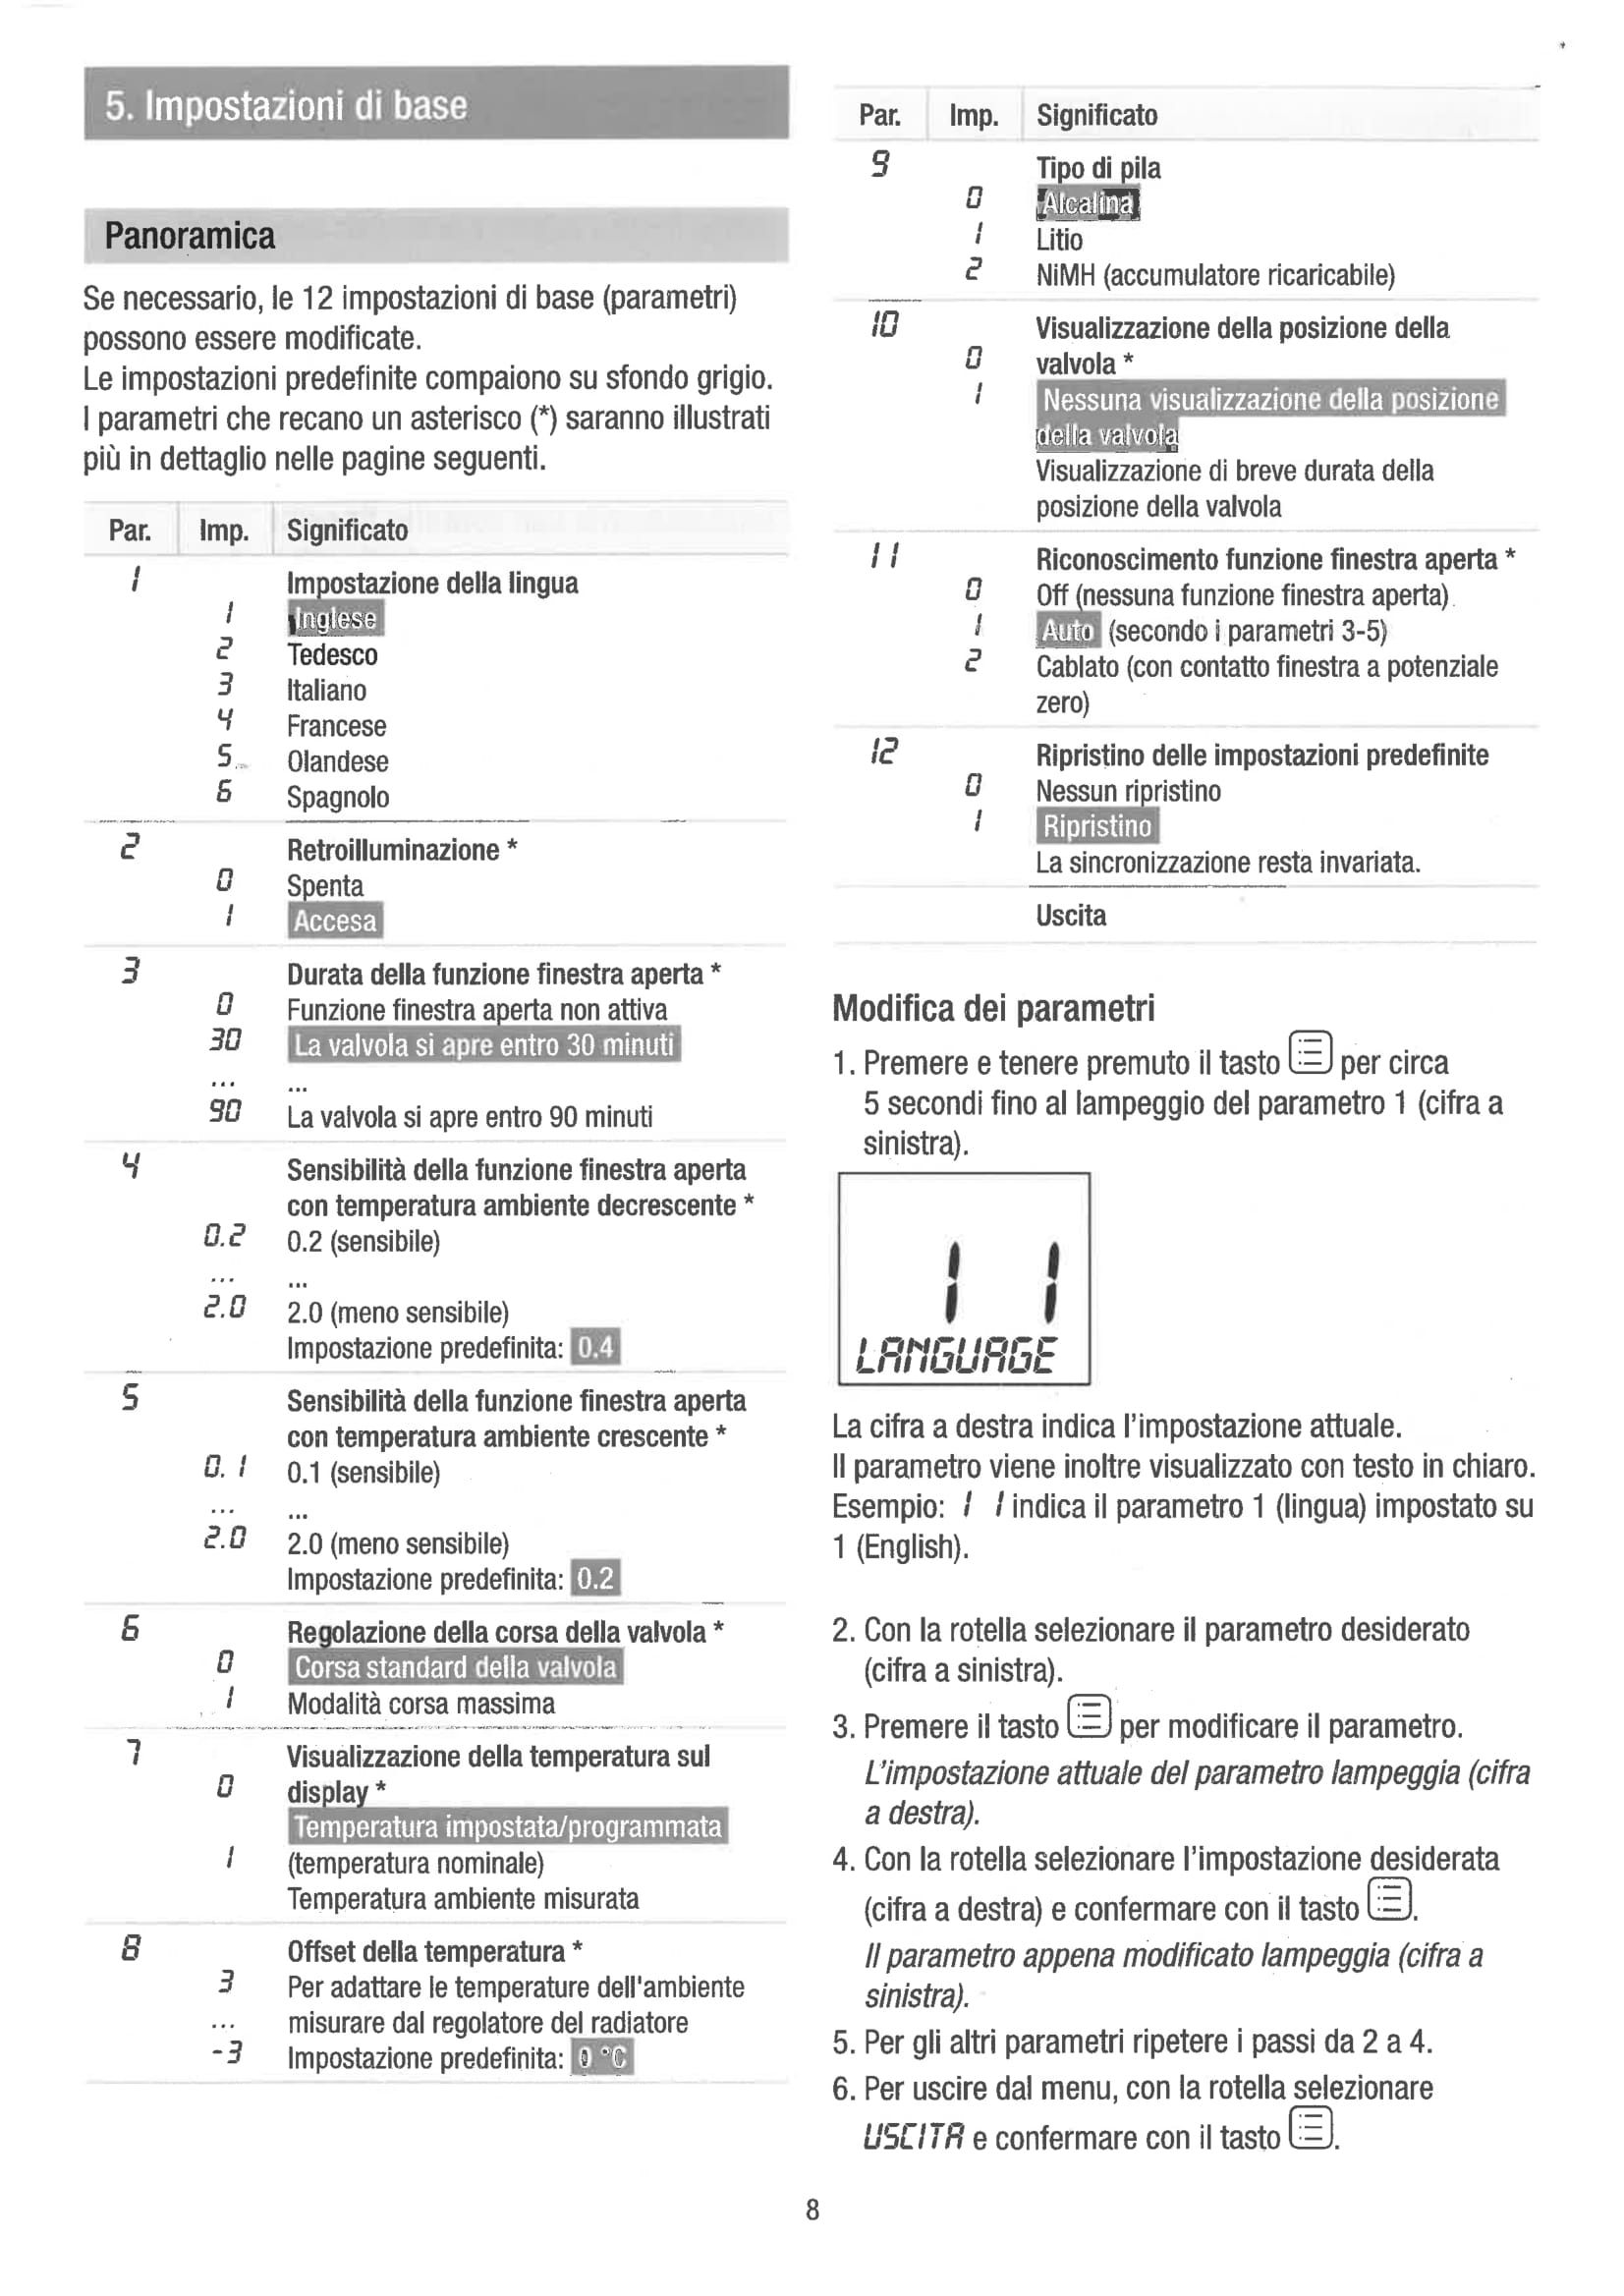 5. Impostazioni di base
Panoramica
Se necessario, le 12 impostazioni di base (parametri)
possono essere modificate.
Le impostazioni predefinite compaiono su sfondo grigio.
I parametri che recano un asterisco (*) saranno illustrati
più in dettaglio nelle pagine seguenti.
Par. Imp. Significato
1 Impostazione della lingua
1 Inglese
2 Tedesco
3 Italiano
4 Francese
5 Olandese
6 Spagnolo
2 Retroilluminazione *
0 Spenta
1 Accesa
3 Durata della funzione finestra aperta *
0 Funzione finestra aperta non attiva
30 La valvola si apre entro 30 minuti
... ...
90 La valvola si apre entro 90 minuti
4 Sensibilità della funzione finestra aperta
con temperatura ambiente decrescente *
0.2 0.2 (sensibile)
... ...
2.0 2.0 (meno sensibile)
Impostazione predefinita: 0.4
5 Sensibilità della funzione finestra aperta
con temperatura ambiente crescente *
0.1 0.1 (sensibile)
... ...
2.0 2.0 (meno sensibile)
Impostazione predefinita: 0.2
6 Regolazione della corsa della valvola *
0 Corsa standard della valvola
1 Modalità corsa massima
7 Visualizzazione della temperatura sul
0 display *
Temperatura impostata/programmata
1 (temperatura nominale)
Temperatura ambiente misurata
8 Offset della temperatura *
3 Per adattare le temperature dell'ambiente
... misurare dal regolatore del radiatore
-3 Impostazione predefinita: 0 °C
Par. Imp. Significato
9 Tipo di pila
0 Alcalina
1 Litio
2 NiMH (accumulatore ricaricabile)
10 Visualizzazione della posizione della
0 valvola *
1 Nessuna visualizzazione della posizione
della valvola
Visualizzazione di breve durata della
posizione della valvola
11 Riconoscimento funzione finestra aperta *
0 Off (nessuna funzione finestra aperta)
1 Auto (secondo i parametri 3-5)
2 Cablato (con contatto finestra a potenziale
zero)
12 Ripristino delle impostazioni predefinite
0 Nessun ripristino
1 Ripristino
La sincronizzazione resta invariata.
Uscita
Modifica dei parametri
1. Premere e tenere premuto il tasto per circa
5 secondi fino al lampeggio del parametro 1 (cifra a
sinistra).
1 1
LANGUAGE
La cifra a destra indica l'impostazione attuale.
Il parametro viene inoltre visualizzato con testo in chiaro.
Esempio: 1 1 indica il parametro 1 (lingua) impostato su
1 (English).
2. Con la rotella selezionare il parametro desiderato
(cifra a sinistra).
3. Premere il tasto per modificare il parametro.
L'impostazione attuale del parametro lampeggia (cifra
a destra).
4. Con la rotella selezionare l'impostazione desiderata
(cifra a destra) e confermare con il tasto .
Il parametro appena modificato lampeggia (cifra a
sinistra).
5. Per gli altri parametri ripetere i passi da 2 a 4.
6. Per uscire dal menu, con la rotella selezionare
USCITA e confermare con il tasto .
8